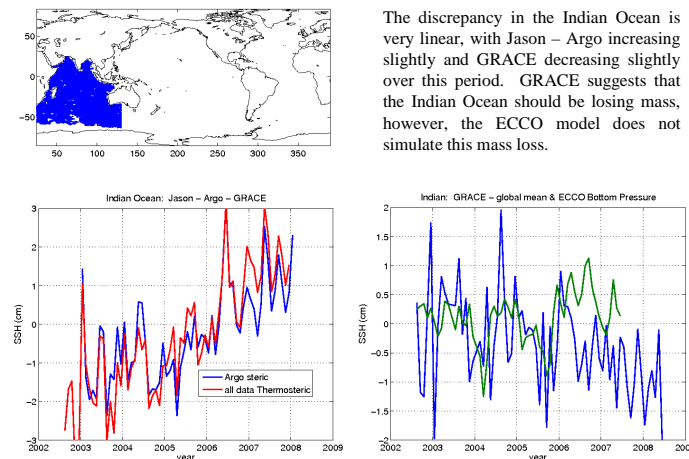 The discrepancy in the Indian Ocean is
very linear, with Jason – Argo increasing
slightly and GRACE decreasing slightly
over this period. GRACE suggests that
the Indian Ocean should be losing mass,
however, the ECCO model does not
simulate this mass loss.
0
−50
50 100 150 200 250 300 350
Indian Ocean: Jason − Argo − GRACE
3
2
1
0
−1
−2
−3
SSH (cm)
Argo steric
all data Thermosteric
2002 2003 2004 2005 2006 2007 2008 2009
year
Indian: GRACE − global mean & ECCO Bottom Pressure
2
1.5
1
0.5
0
−0.5
−1
−1.5
−2
SSH (cm)
2002 2003 2004 2005 2006 2007 2008
year